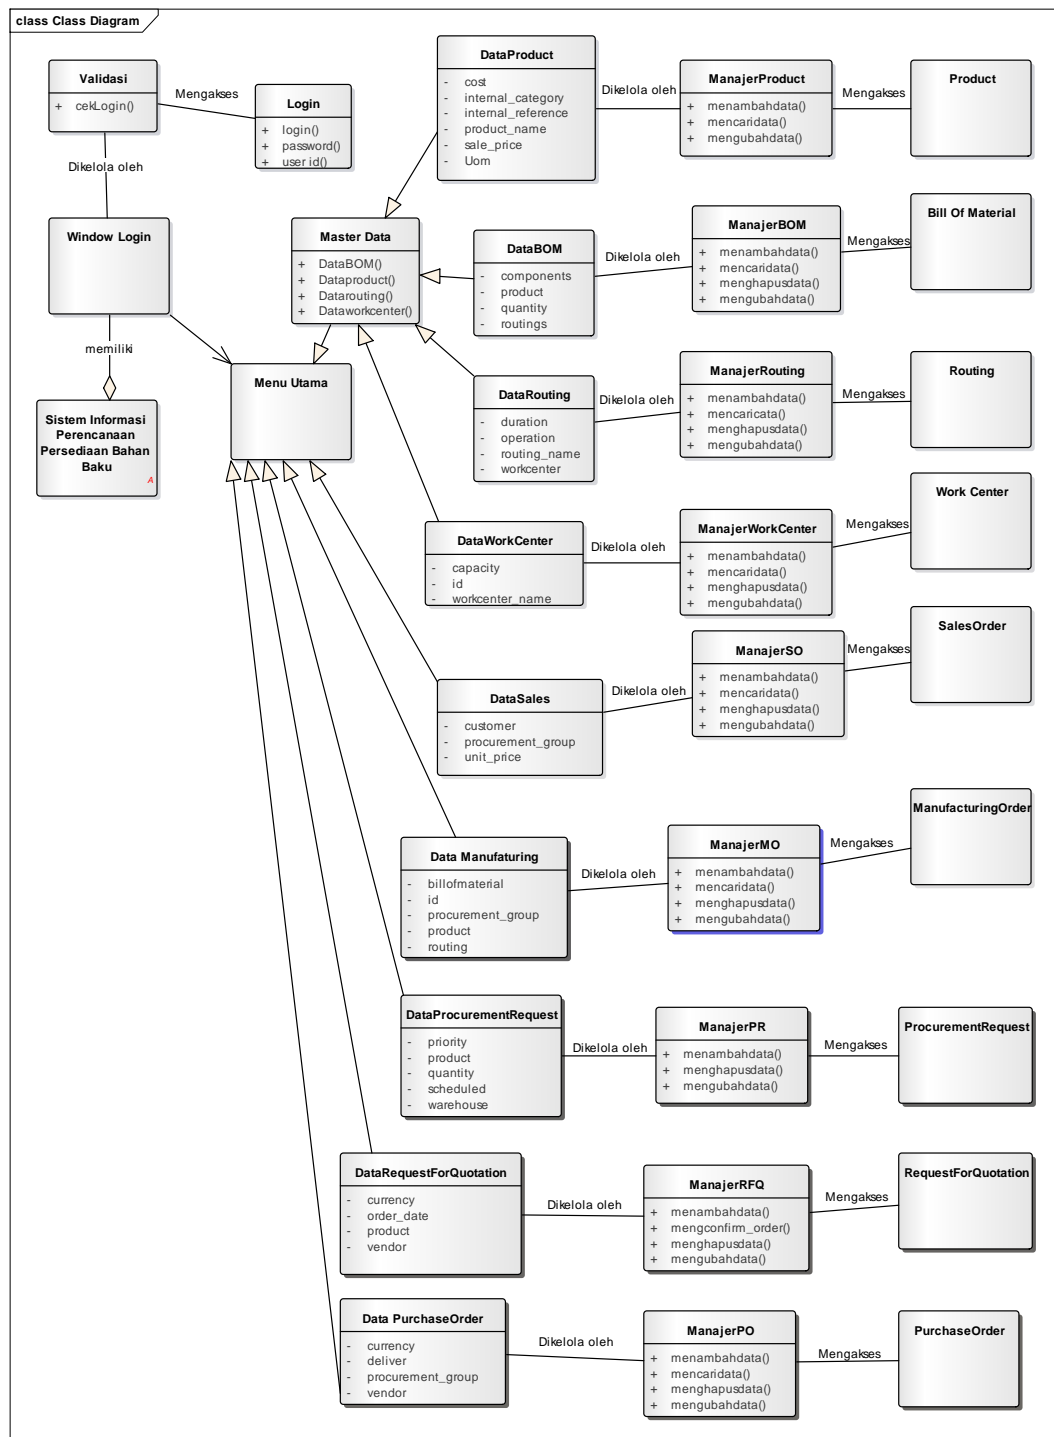 class Class Diagram
Validasi
+ cekLogin()
Mengakses
Login
+ login()
+ password()
+ user id()
Dikelola oleh
Window Login
memiliki
Sistem Informasi
Perencanaan
Persediaan Bahan
Baku
A
Menu Utama
Master Data
+ DataBOM()
+ Dataproduct()
+ Datarouting()
+ Dataworkcenter()
DataProduct
- cost
- internal_category
- internal_reference
- product_name
- sale_price
- Uom
Dikelola oleh
ManajerProduct
+ menambahdata()
+ mencaridata()
+ mengubahdata()
Mengakses
Product
DataBOM
- components
- product
- quantity
- routings
Dikelola oleh
ManajerBOM
+ menambahdata()
+ mencaridata()
+ menghapusdata()
+ mengubahdata()
Mengakses
Bill Of Material
DataRouting
- duration
- operation
- routing_name
- workcenter
Dikelola oleh
ManajerRouting
+ menambahdata()
+ mencaricata()
+ menghapusdata()
+ mengubahdata()
Mengakses
Routing
DataWorkCenter
- capacity
- id
- workcenter_name
Dikelola oleh
ManajerWorkCenter
+ menambahdata()
+ mencaridata()
+ menghapusdata()
+ mengubahdata()
Mengakses
Work Center
DataSales
- customer
- procurement_group
- unit_price
Dikelola oleh
ManajerSO
+ menambahdata()
+ mencaridata()
+ menghapusdata()
+ mengubahdata()
Mengakses
SalesOrder
Data Manufaturing
- billofmaterial
- id
- procurement_group
- product
- routing
Dikelola oleh
ManajerMO
+ menambahdata()
+ mencaridata()
+ menghapusdata()
+ mengubahdata()
Mengakses
ManufacturingOrder
DataProcurementRequest
- priority
- product
- quantity
- scheduled
- warehouse
Dikelola oleh
ManajerPR
+ menambahdata()
+ menghapusdata()
+ mengubahdata()
Mengakses
ProcurementRequest
DataRequestForQuotation
- currency
- order_date
- product
- vendor
Dikelola oleh
ManajerRFQ
+ menambahdata()
+ mengconfirm_order()
+ menghapusdata()
+ mengubahdata()
Mengakses
RequestForQuotation
Data PurchaseOrder
- currency
- deliver
- procurement_group
- vendor
Dikelola oleh
ManajerPO
+ menambahdata()
+ mencaridata()
+ menghapusdata()
+ mengubahdata()
Mengakses
PurchaseOrder